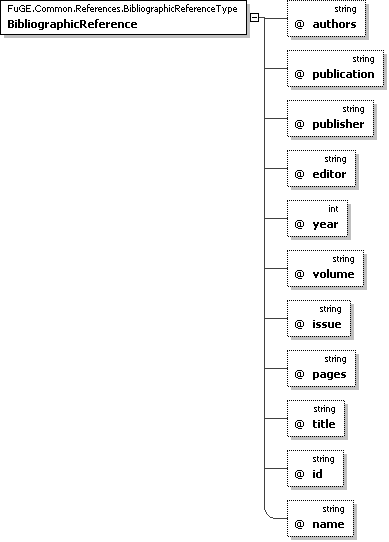 FuGE.Common.References.BibliographicReferenceType
BibliographicReference
string
@ authors
string
@ publication
string
@ publisher
string
@ editor
int
@ year
string
@ volume
string
@ issue
string
@ pages
string
@ title
string
@ id
string
@ name